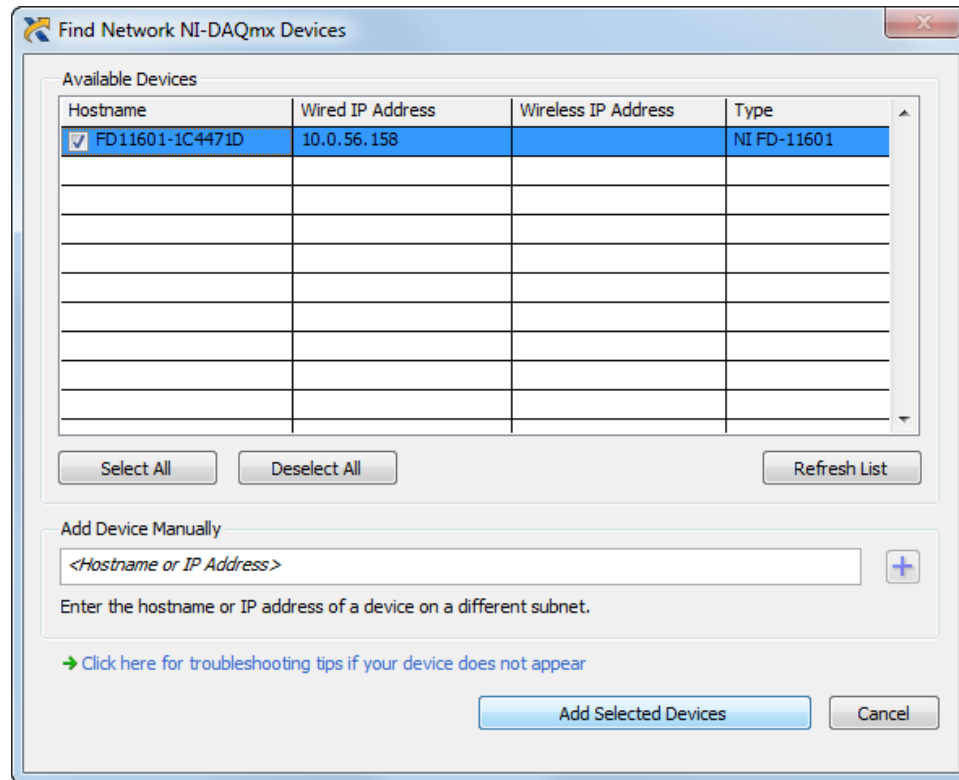 Find Network NI-DAQmx Devices
Available Devices
Hostname Wired IP Address Wireless IP Address Type
FD11601-1C4471D 10.0.56.158 NI FD-11601
Select All Deselect All Refresh List
Add Device Manually
<Hostname or IP Address>
Enter the hostname or IP address of a device on a different subnet.
Click here for troubleshooting tips if your device does not appear
Add Selected Devices Cancel